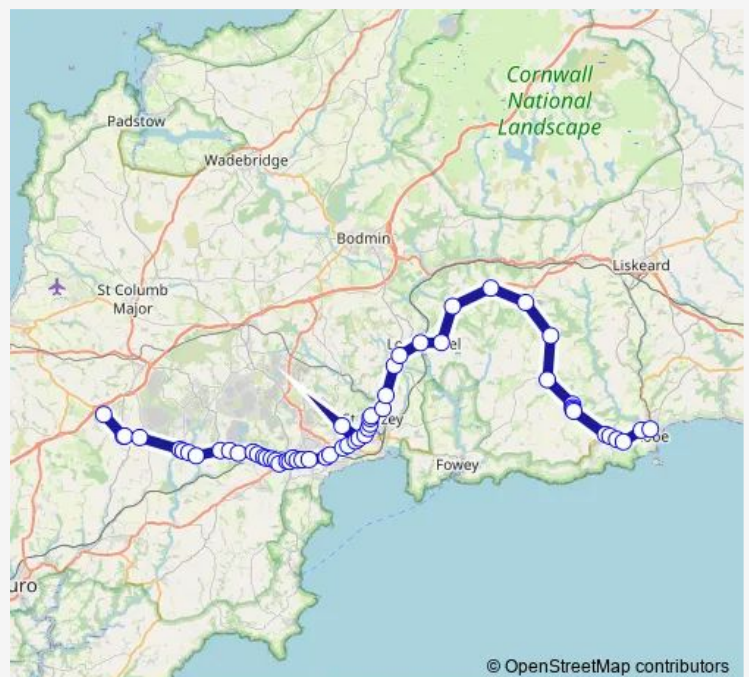 Cornwall
National
Landscape
Padstow
Wadebridge
Bodmin
Liskeard
St Columb
Major
Fowey
© OpenStreetMap contributors